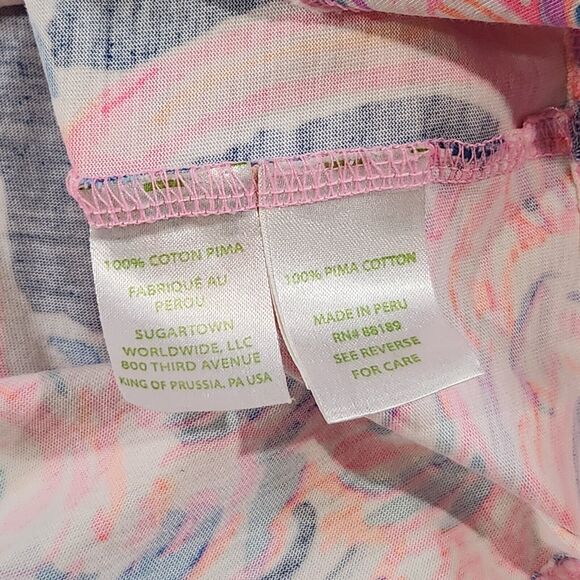 100% COTON PIMA
FABRIQUÉ AU
PEROU
SUGARTOWN
WORLDWIDE, LLC
800 THIRD AVENUE
KING OF PRUSSIA, PA USA
100% PIMA COTTON
MADE IN PERU
RN# 88189
SEE REVERSE
FOR CARE